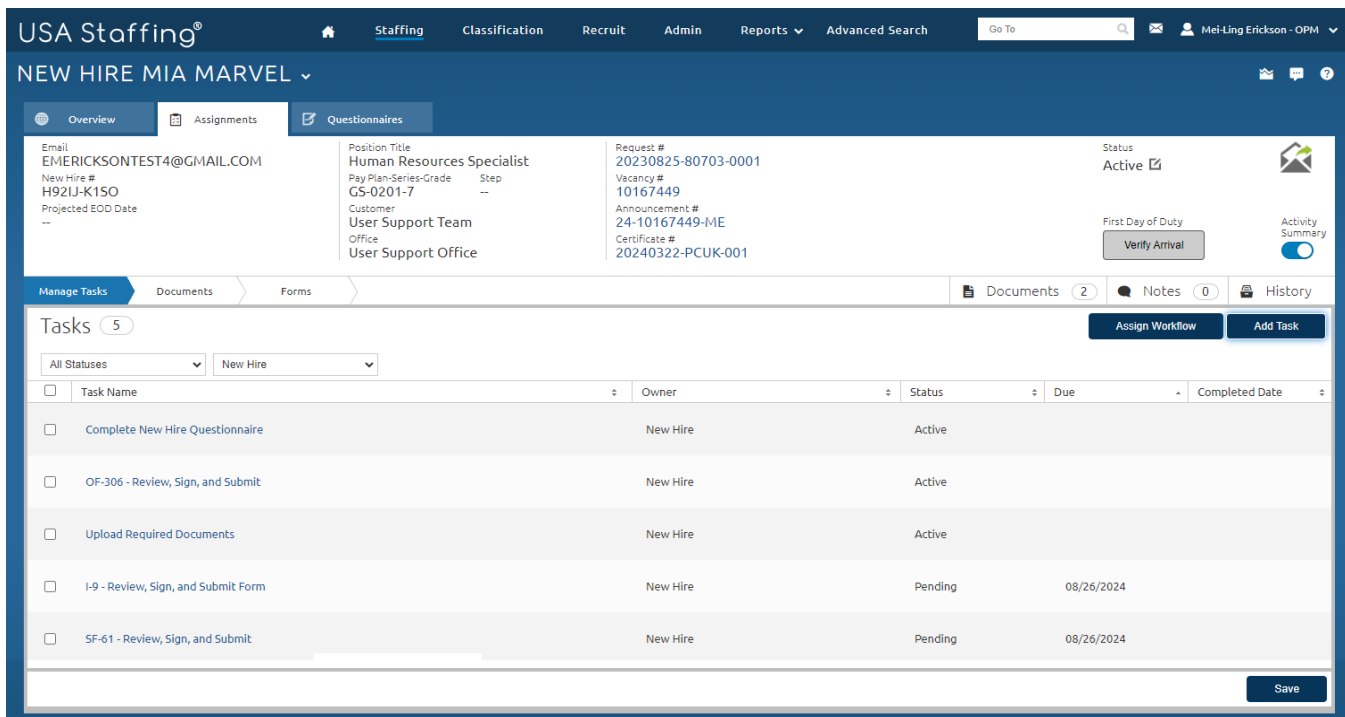 USA Staffing®
Staffing Classification Recruit Admin Reports Advanced Search Go To Mei-Ling Erickson - OPM
NEW HIRE MIA MARVEL
Overview Assignments Questionnaires
Email
EMERICKSONTEST4@GMAIL.COM
New Hire #
H92IJ-K1SO
Projected EOD Date
--
Position Title
Human Resources Specialist
Pay Plan-Series-Grade Step
GS-0201-7 --
Customer
User Support Team
Office
User Support Office
Request #
20230825-80703-0001
Vacancy #
10167449
Announcement #
24-10167449-ME
Certificate #
20240322-PCUK-001
Status
Active
First Day of Duty
Verify Arrival
Activity
Summary
Manage Tasks Documents Forms Documents 2 Notes 0 History
Tasks 5 Assign Workflow Add Task
All Statuses New Hire
Task Name Owner Status Due Completed Date
Complete New Hire Questionnaire New Hire Active
OF-306 - Review, Sign, and Submit New Hire Active
Upload Required Documents New Hire Active
I-9 - Review, Sign, and Submit Form New Hire Pending 08/26/2024
SF-61 - Review, Sign, and Submit New Hire Pending 08/26/2024
Save